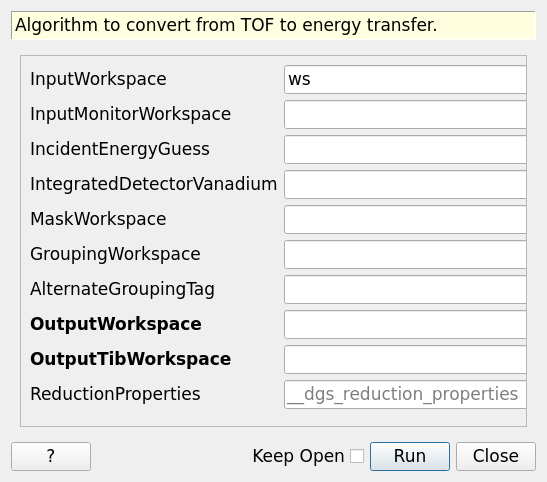 Algorithm to convert from TOF to energy transfer.
InputWorkspace ws
InputMonitorWorkspace
IncidentEnergyGuess
IntegratedDetectorVanadium
MaskWorkspace
GroupingWorkspace
AlternateGroupingTag
OutputWorkspace
OutputTibWorkspace
ReductionProperties __dgs_reduction_properties
? Keep Open Run Close